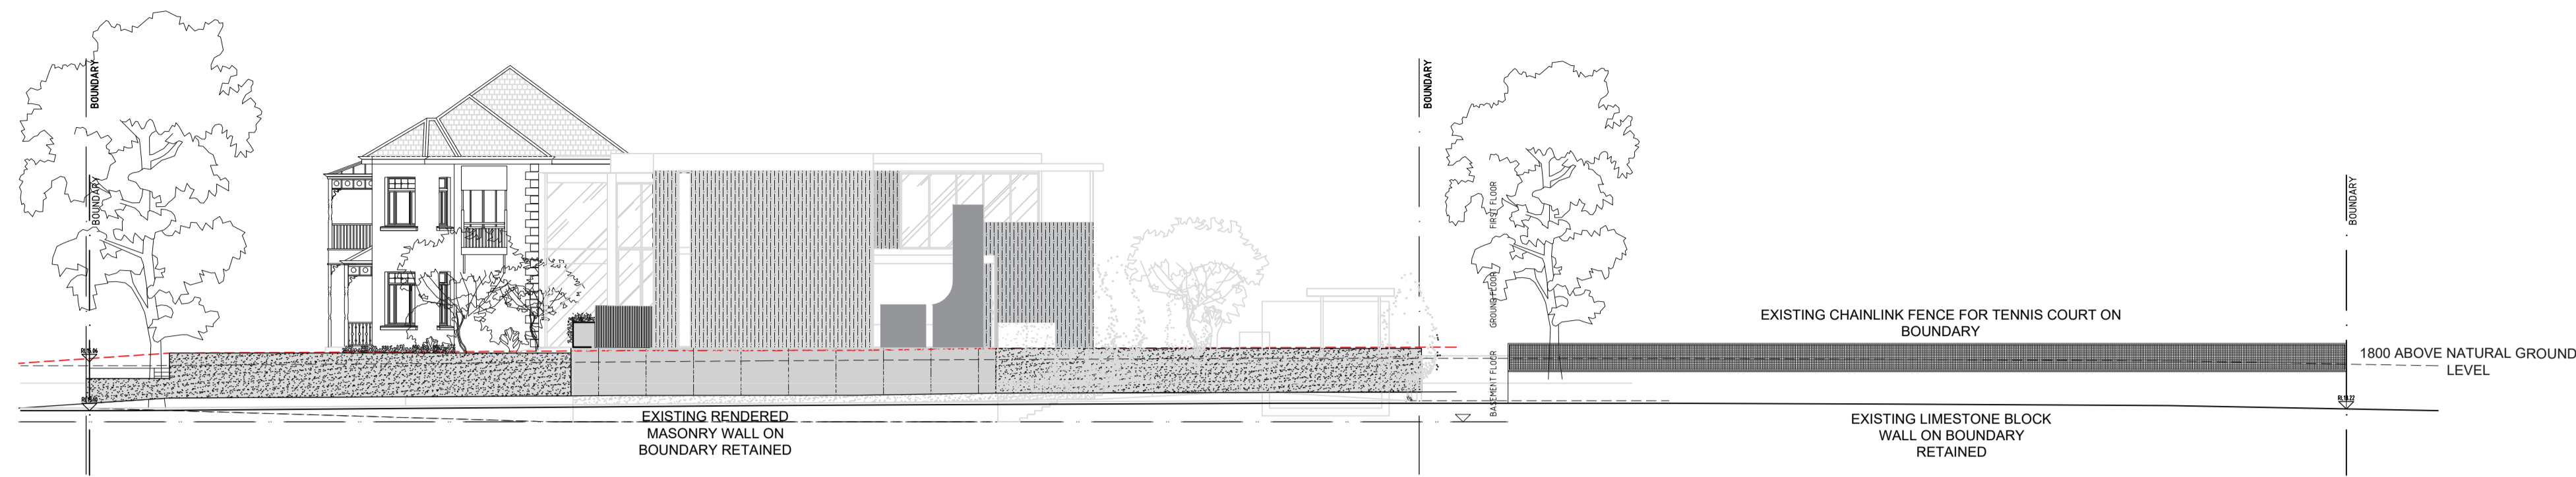 BOUNDARY
BOUNDARY
BOUNDARY
FIRST FLOOR
GROUND FLOOR
BASEMENT FLOOR
BOUNDARY
EXISTING CHAINLINK FENCE FOR TENNIS COURT ON
BOUNDARY
1800 ABOVE NATURAL GROUND
LEVEL
EXISTING RENDERED
MASONRY WALL ON
BOUNDARY RETAINED
EXISTING LIMESTONE BLOCK
WALL ON BOUNDARY
RETAINED